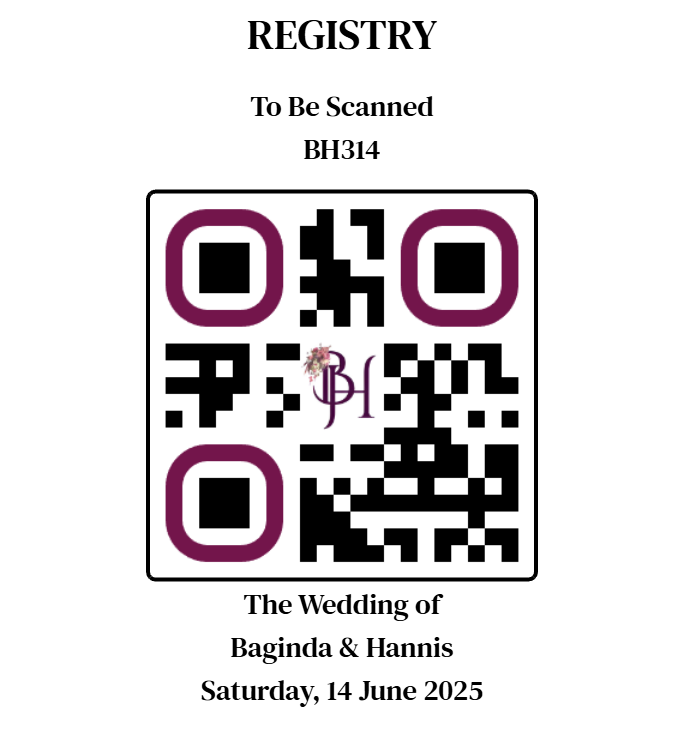 REGISTRY
To Be Scanned
BH314
BH
The Wedding of
Baginda & Hannis
Saturday, 14 June 2025